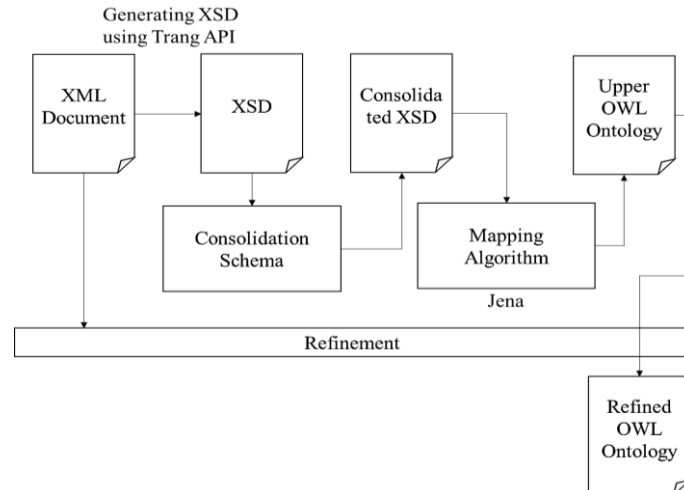 Generating XSD
using Trang API
XML
Document
XSD
Consolida
ted XSD
Upper
OWL
Ontology
Consolidation
Schema
Mapping
Algorithm
Jena
Refinement
Refined
OWL
Ontology